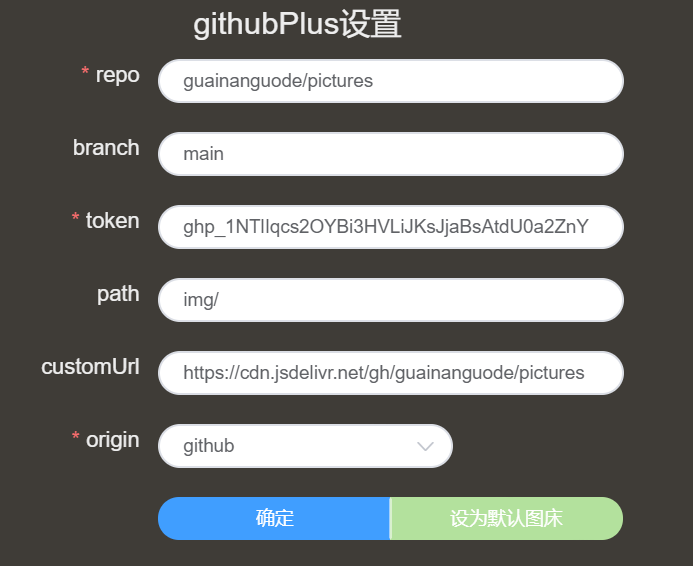 githubPlus设置
* repo
guainanguode/pictures
branch
main
* token
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
path
img/
customUrl
https://cdn.jsdelivr.net/gh/guainanguode/pictures
* origin
github
确定
设为默认图床